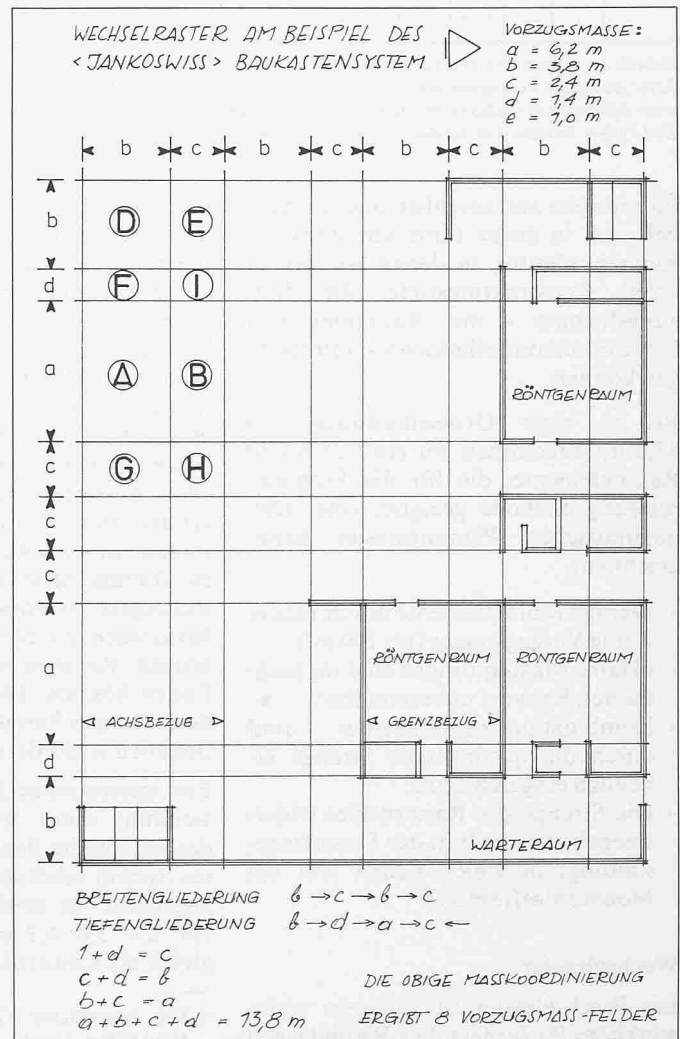 WECHSELRASTER AM BEISPIEL DES
<JANKOSWISS> BAUKASTENSYSTEM
VORZUGSMASSE:
a = 6,2 m
b = 3,8 m
c = 2,4 m
d = 1,4 m
e = 1,0 m
b c b c b c b c
b D E
d F I
a A B
RÖNTGENRAUM
c G H
c
c
a
RÖNTGENRAUM RÖNTGENRAUM
ACHSBEZUG GRENZBEZUG
d
b
WARTERAUM
BREITENGLIEDERUNG b → c → b → c
TIEFENGLIEDERUNG b → d → a → c ←
1 + d = c
c + d = b
b + c = a
a + b + c + d = 13,8 m
DIE OBIGE MASSKOORDINIERUNG
ERGIBT 8 VORZUGSMASS-FELDER